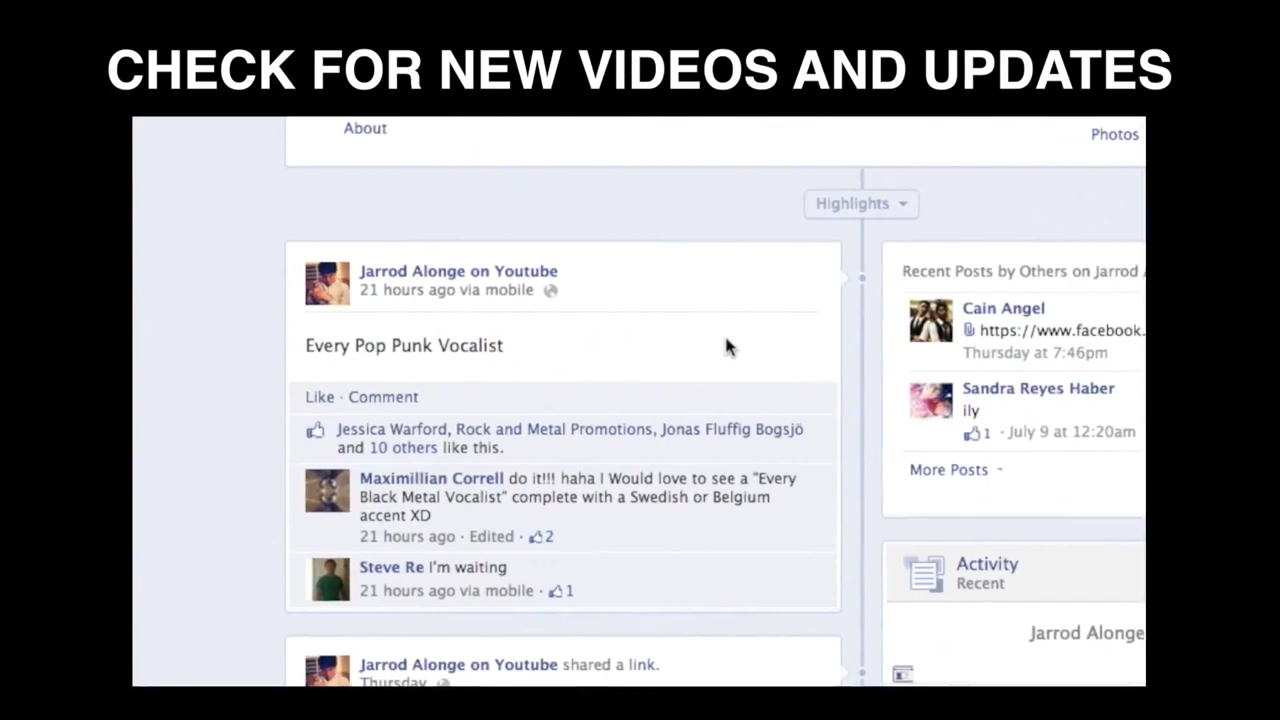 CHECK FOR NEW VIDEOS AND UPDATES
About
Photos
Highlights
Jarrod Alonge on Youtube
21 hours ago via mobile
Every Pop Punk Vocalist
Like · Comment
Jessica Warford, Rock and Metal Promotions, Jonas Fluffig Bogsjö
and 10 others like this.
Maximillian Correll do it!!! haha I Would love to see a "Every
Black Metal Vocalist" complete with a Swedish or Belgium
accent XD
21 hours ago · Edited · 2
Steve Re I'm waiting
21 hours ago via mobile · 1
Jarrod Alonge on Youtube shared a link.
Thursday
Recent Posts by Others on Jarrod
Cain Angel
https://www.facebook.
Thursday at 7:46pm
Sandra Reyes Haber
ily
1 · July 9 at 12:20am
More Posts
Activity
Recent
Jarrod Alonge